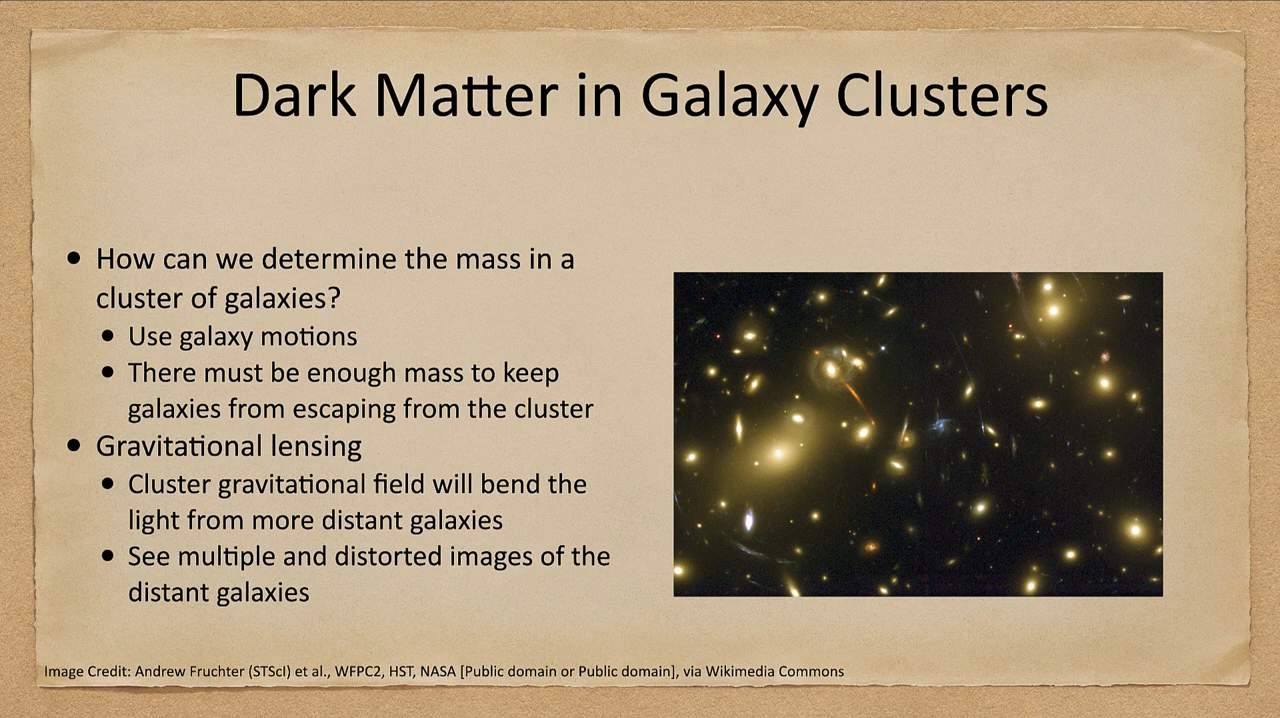 Dark Matter in Galaxy Clusters
• How can we determine the mass in a
cluster of galaxies?
• Use galaxy motions
• There must be enough mass to keep
galaxies from escaping from the cluster
• Gravitational lensing
• Cluster gravitational field will bend the
light from more distant galaxies
• See multiple and distorted images of the
distant galaxies
Image Credit: Andrew Fruchter (STScI) et al., WFPC2, HST, NASA [Public domain or Public domain], via Wikimedia Commons